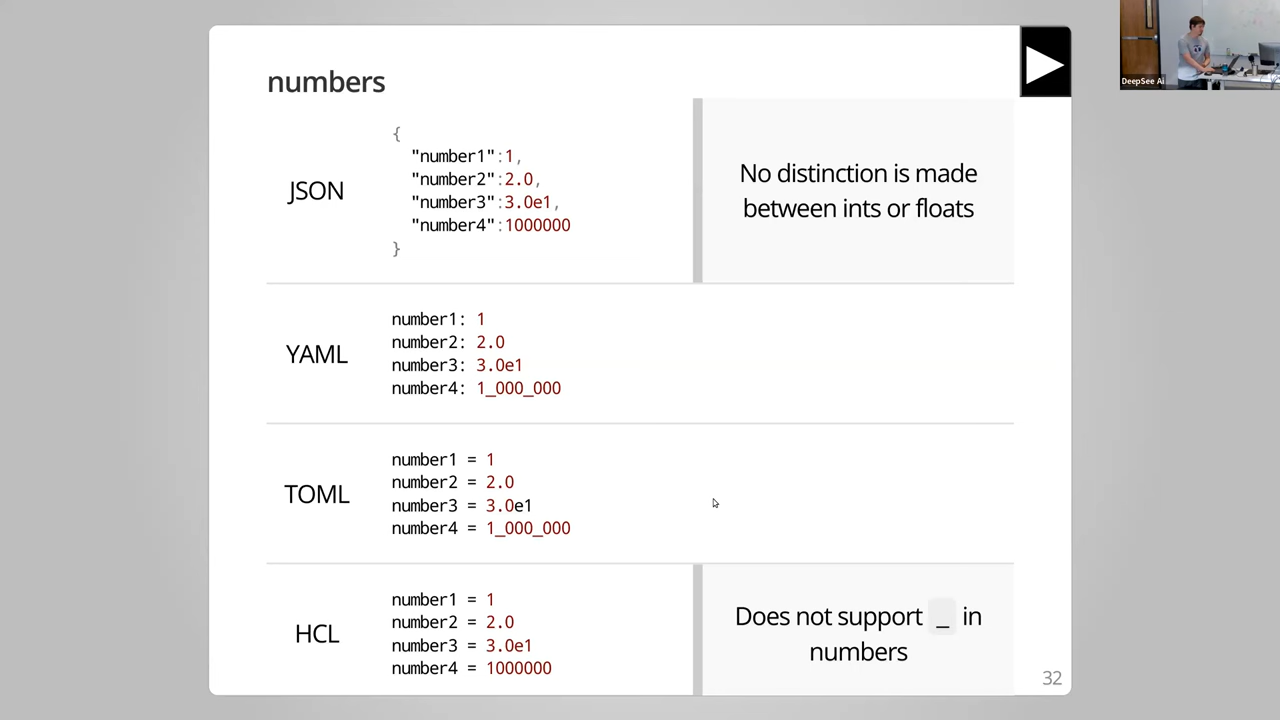 numbers
JSON
{
"number1":1,
"number2":2.0,
"number3":3.0e1,
"number4":1000000
}
No distinction is made
between ints or floats
YAML
number1: 1
number2: 2.0
number3: 3.0e1
number4: 1_000_000
TOML
number1 = 1
number2 = 2.0
number3 = 3.0e1
number4 = 1_000_000
HCL
number1 = 1
number2 = 2.0
number3 = 3.0e1
number4 = 1000000
Does not support _ in
numbers
32
DeepSee Ai